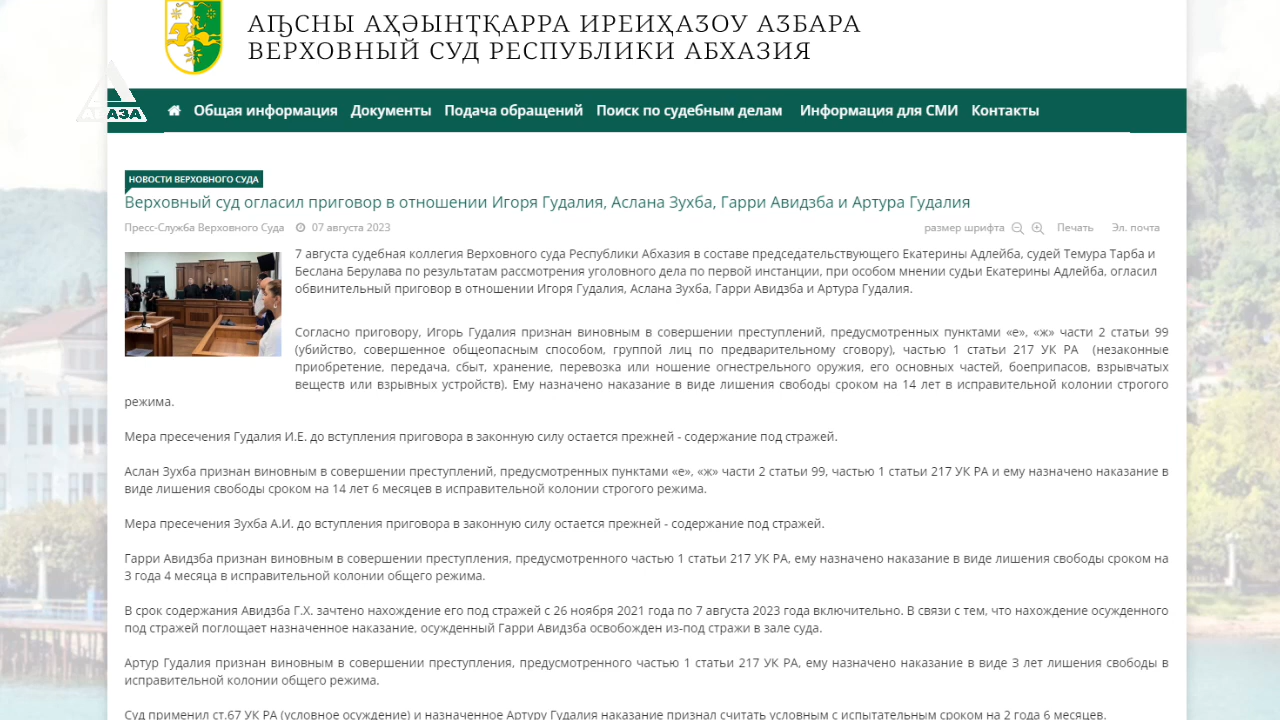 АҦСНЫ АҲӘЫНҬҚАРРА ИРЕИҲАЗОУ АЗБАРА
ВЕРХОВНЫЙ СУД РЕСПУБЛИКИ АБХАЗИЯ
АБАЗА
Общая информация Документы Подача обращений Поиск по судебным делам Информация для СМИ Контакты
НОВОСТИ ВЕРХОВНОГО СУДА
Верховный суд огласил приговор в отношении Игоря Гудалия, Аслана Зухба, Гарри Авидзба и Артура Гудалия
Пресс-Служба Верховного Суда 07 августа 2023 размер шрифта Печать Эл. почта
7 августа судебная коллегия Верховного суда Республики Абхазия в составе председательствующего Екатерины Адлейба, судей Темура Тарба и
Беслана Берулава по результатам рассмотрения уголовного дела по первой инстанции, при особом мнении судьи Екатерины Адлейба, огласил
обвинительный приговор в отношении Игоря Гудалия, Аслана Зухба, Гарри Авидзба и Артура Гудалия.
Согласно приговору, Игорь Гудалия признан виновным в совершении преступлений, предусмотренных пунктами «е», «ж» части 2 статьи 99
(убийство, совершенное общеопасным способом, группой лиц по предварительному сговору), частью 1 статьи 217 УК РА (незаконные
приобретение, передача, сбыт, хранение, перевозка или ношение огнестрельного оружия, его основных частей, боеприпасов, взрывчатых
веществ или взрывных устройств). Ему назначено наказание в виде лишения свободы сроком на 14 лет в исправительной колонии строгого
режима.
Мера пресечения Гудалия И.Е. до вступления приговора в законную силу остается прежней - содержание под стражей.
Аслан Зухба признан виновным в совершении преступлений, предусмотренных пунктами «е», «ж» части 2 статьи 99, частью 1 статьи 217 УК РА и ему назначено наказание в
виде лишения свободы сроком на 14 лет 6 месяцев в исправительной колонии строгого режима.
Мера пресечения Зухба А.И. до вступления приговора в законную силу остается прежней - содержание под стражей.
Гарри Авидзба признан виновным в совершении преступления, предусмотренного частью 1 статьи 217 УК РА, ему назначено наказание в виде лишения свободы сроком на
3 года 4 месяца в исправительной колонии общего режима.
В срок содержания Авидзба Г.Х. зачтено нахождение его под стражей с 26 ноября 2021 года по 7 августа 2023 года включительно. В связи с тем, что нахождение осужденного
под стражей поглощает назначенное наказание, осужденный Гарри Авидзба освобожден из-под стражи в зале суда.
Артур Гудалия признан виновным в совершении преступления, предусмотренного частью 1 статьи 217 УК РА, ему назначено наказание в виде 3 лет лишения свободы в
исправительной колонии общего режима.
Суд применил ст.67 УК РА (условное осуждение) и назначенное Артуру Гудалия наказание признал считать условным с испытательным сроком на 2 года 6 месяцев.